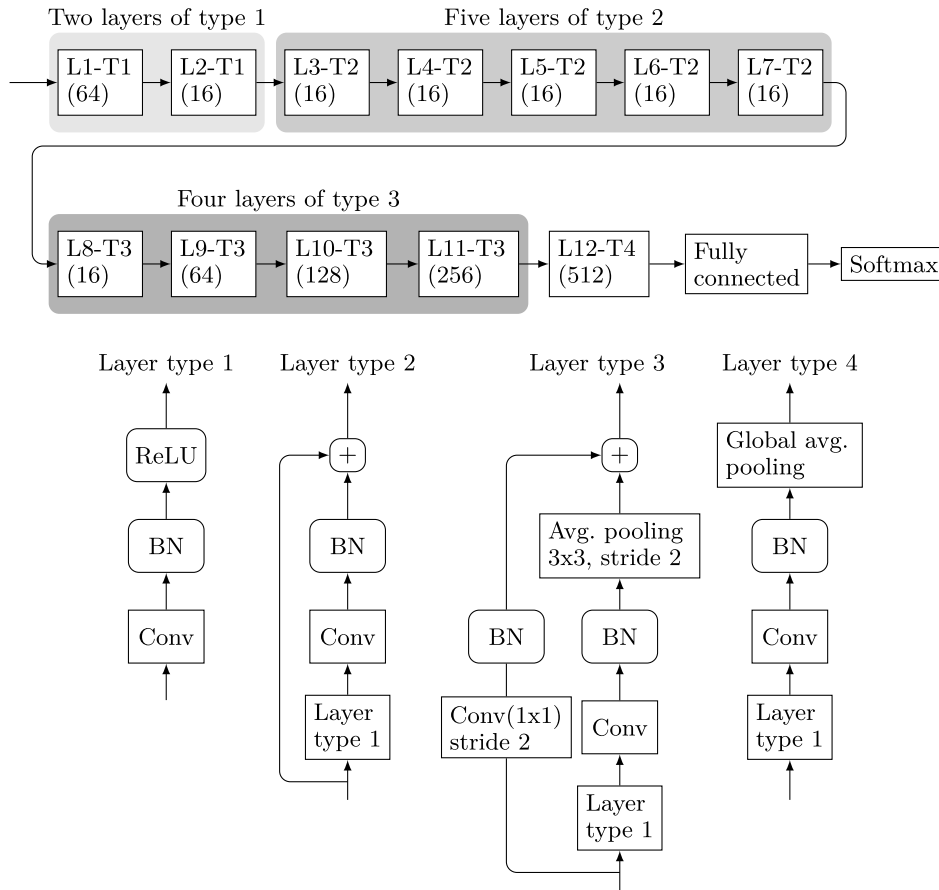 Two layers of type 1
Five layers of type 2
L1-T1
(64)
L2-T1
(16)
L3-T2
(16)
L4-T2
(16)
L5-T2
(16)
L6-T2
(16)
L7-T2
(16)
Four layers of type 3
L8-T3
(16)
L9-T3
(64)
L10-T3
(128)
L11-T3
(256)
L12-T4
(512)
Fully
connected
Softmax
Layer type 1
ReLU
BN
Conv
Layer type 2
+
BN
Conv
Layer
type 1
Layer type 3
+
Avg. pooling
3x3, stride 2
BN
Conv(1x1)
stride 2
BN
Conv
Layer
type 1
Layer type 4
Global avg.
pooling
BN
Conv
Layer
type 1